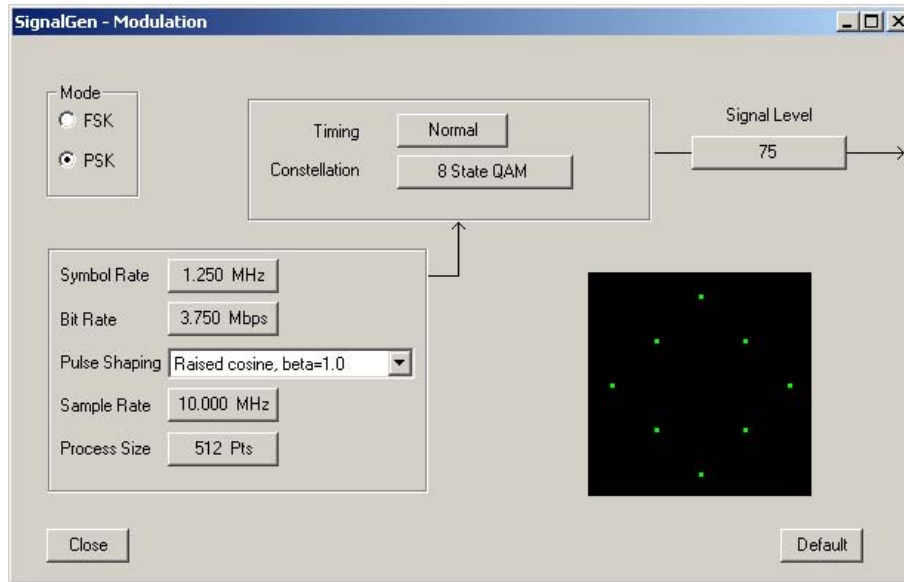 SignalGen - Modulation
Mode
FSK
PSK
Timing Normal
Constellation 8 State QAM
Signal Level
75
Symbol Rate 1.250 MHz
Bit Rate 3.750 Mbps
Pulse Shaping Raised cosine, beta=1.0
Sample Rate 10.000 MHz
Process Size 512 Pts
Close
Default